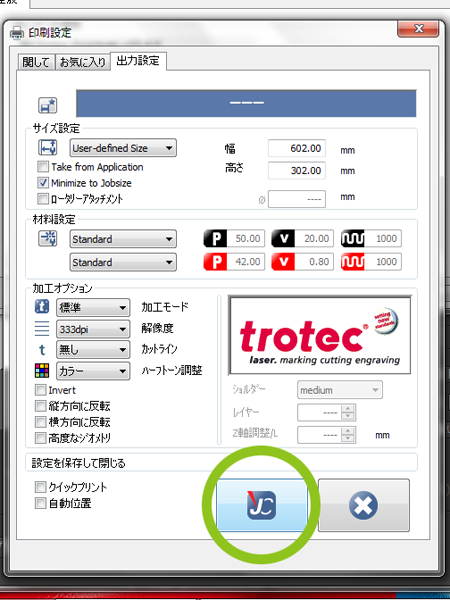 印刷設定
関して お気に入り 出力設定
---
サイズ設定
User-defined Size 幅 602.00 mm
Take from Application 高さ 302.00 mm
Minimize to Jobsize
ロータリーアタッチメント ø ---- mm
材料設定
Standard P 50.00 v 20.00 1000
Standard P 42.00 v 0.80 1000
加工オプション
標準 加工モード
333dpi 解像度
t 無し カットライン
カラー ハーフトーン調整
setting new standards
trotec®
laser. marking cutting engraving
Invert
縦方向に反転
横方向に反転
高度なジオメトリ
ショルダー medium
レイヤー ----
Z軸調整/L ---- mm
設定を保存して閉じる
クイックプリント
自動位置
JC